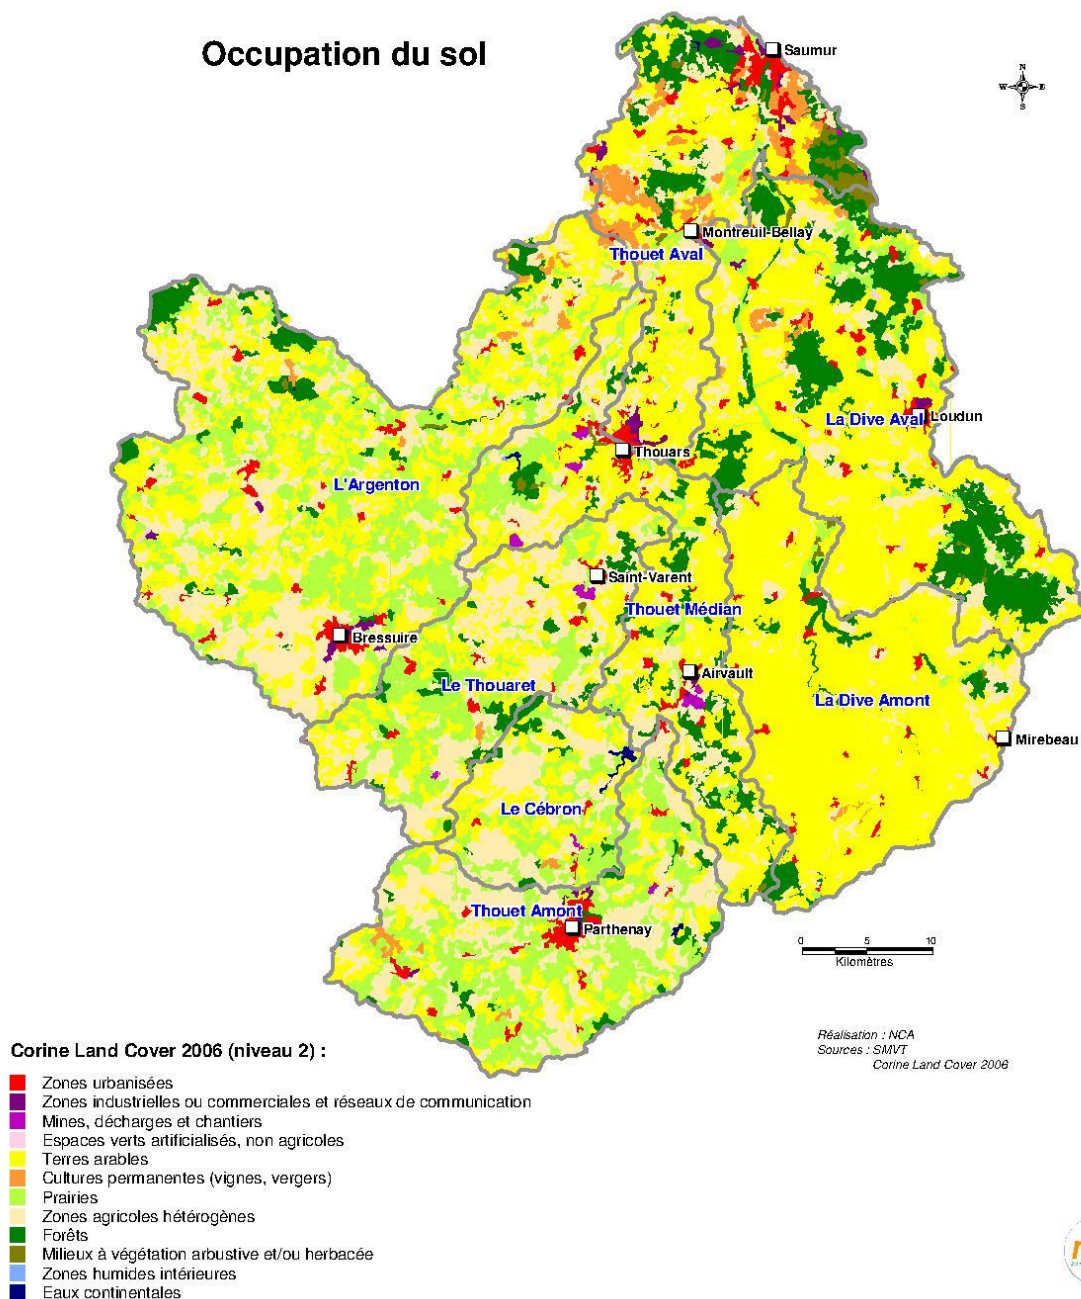 Occupation du sol
Saumur
N
W E
S
Montreuil-Bellay
Thouet Aval
La Dive Aval
Loudun
Thouars
L'Argenton
Saint-Varent
Thouet Médian
Bressuire
Airvault
Le Thouaret
La Dive Amont
Mirebeau
Le Cébron
Thouet Amont
Parthenay
0 5 10
Kilomètres
Réalisation : NCA
Sources : SMVT
Corine Land Cover 2006
Corine Land Cover 2006 (niveau 2) :
Zones urbanisées
Zones industrielles ou commerciales et réseaux de communication
Mines, décharges et chantiers
Espaces verts artificialisés, non agricoles
Terres arables
Cultures permanentes (vignes, vergers)
Prairies
Zones agricoles hétérogènes
Forêts
Milieux à végétation arbustive et/ou herbacée
Zones humides intérieures
Eaux continentales